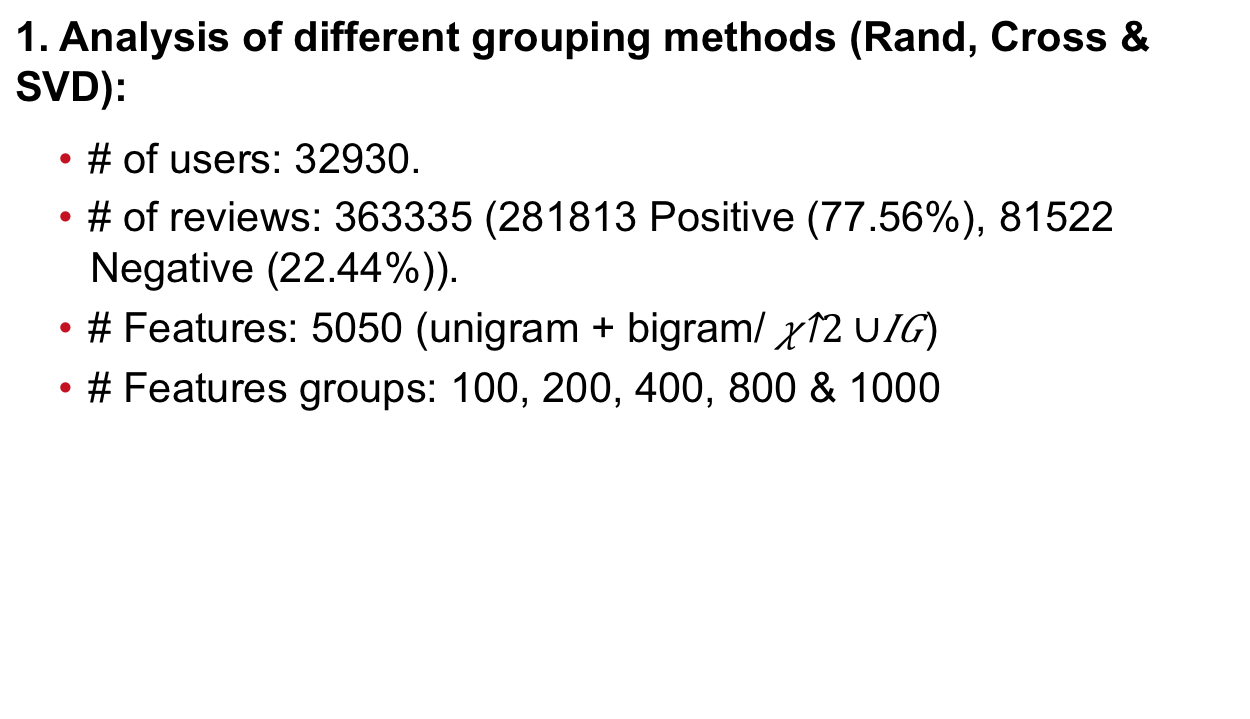 1. Analysis of different grouping methods (Rand, Cross &
SVD):
• # of users: 32930.
• # of reviews: 363335 (281813 Positive (77.56%), 81522
Negative (22.44%)).
• # Features: 5050 (unigram + bigram/ 𝜒↑2 ∪𝐼𝐺)
• # Features groups: 100, 200, 400, 800 & 1000